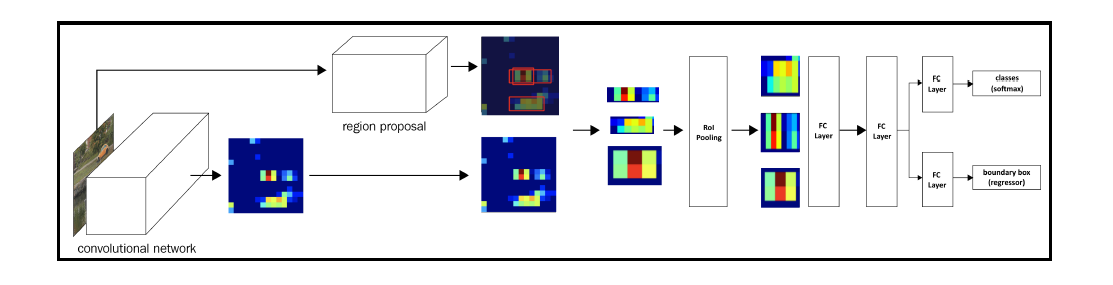 region proposal
convolutional network
RoI
Pooling
FC
Layer
FC
Layer
FC
Layer
classes
(softmax)
FC
Layer
boundary box
(regressor)